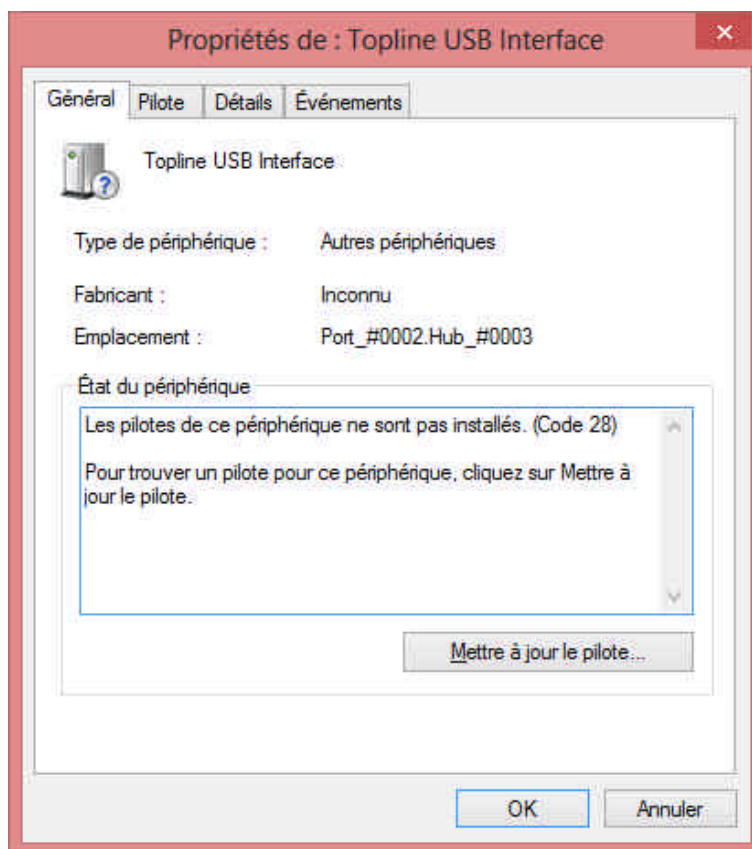 Propriétés de : Topline USB Interface
Général Pilote Détails Événements
Topline USB Interface
Type de périphérique : Autres périphériques
Fabricant : Inconnu
Emplacement : Port_#0002.Hub_#0003
État du périphérique
Les pilotes de ce périphérique ne sont pas installés. (Code 28)
Pour trouver un pilote pour ce périphérique, cliquez sur Mettre à
jour le pilote.
Mettre à jour le pilote...
OK Annuler